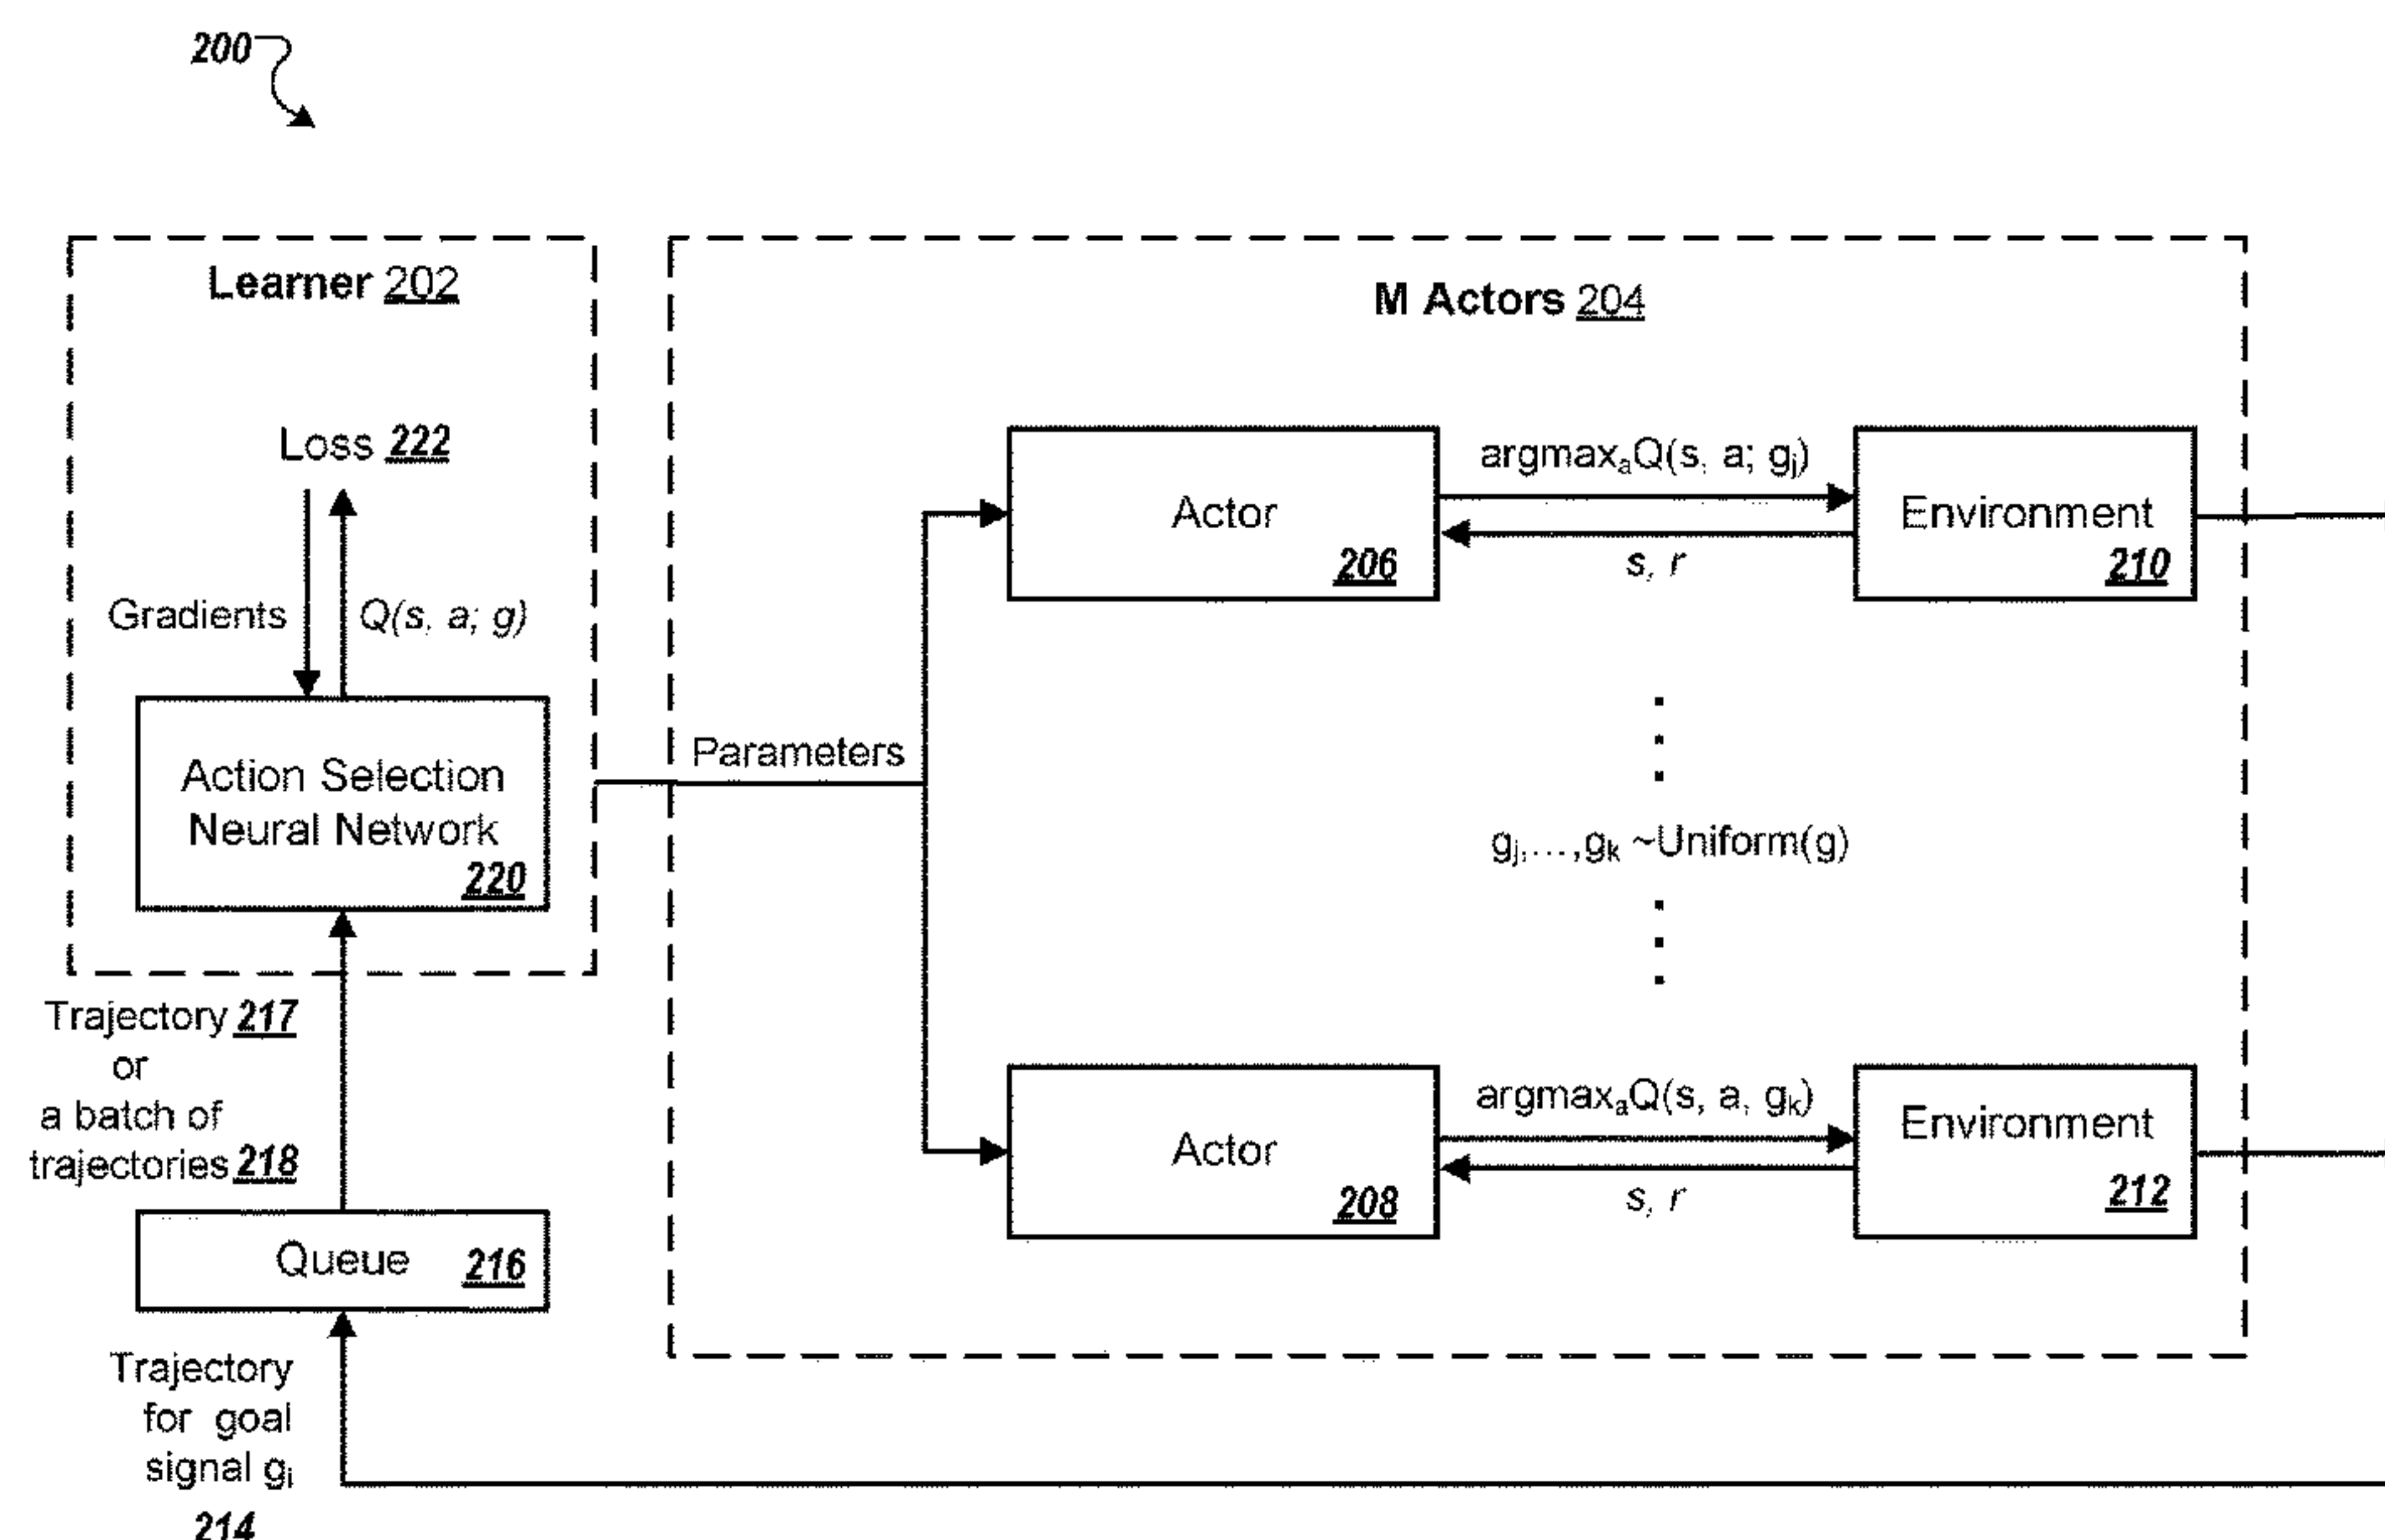 200
Learner 202
Loss 222
Gradients
Q(s, a; g)
Action Selection
Neural Network
220
Trajectory 217
or
a batch of
trajectories 218
Queue 216
Trajectory
for goal
signal gᵢ
214
Parameters
M Actors 204
Actor
206
argmaxₐQ(s, a; gⱼ)
s, r
Environment
210
gⱼ,...,gₖ ~Uniform(g)
Actor
208
argmaxₐQ(s, a, gₖ)
s, r
Environment
212